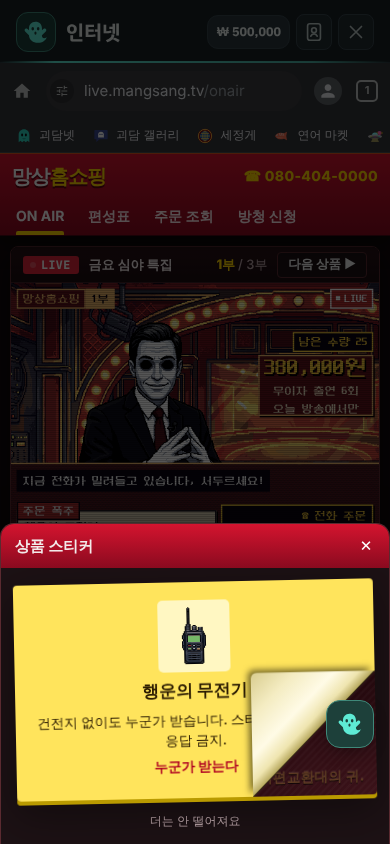 인터넷
₩ 500,000
live.mangsang.tv/onair
1
괴담넷
괴담 갤러리
세정게
연어 마켓
망상홈쇼핑
☎ 080-404-0000
ON AIR
편성표
주문 조회
방청 신청
LIVE
금요 심야 특집
1부 / 3부
다음 상품 ▶
망상홈쇼핑
1부
LIVE
남은 수량 25
380,000원
무이자 출연 6회
오늘 방송에서만
지금 전화가 밀려들고 있습니다, 서두르세요!
주문 폭주
☎ 전화 주문
상품 스티커
×
행운의 무전기
건전지 없이도 누군가 받습니다.
응답 금지.
누군가 받는다
편교환대의 귀.
더는 안 떨어져요